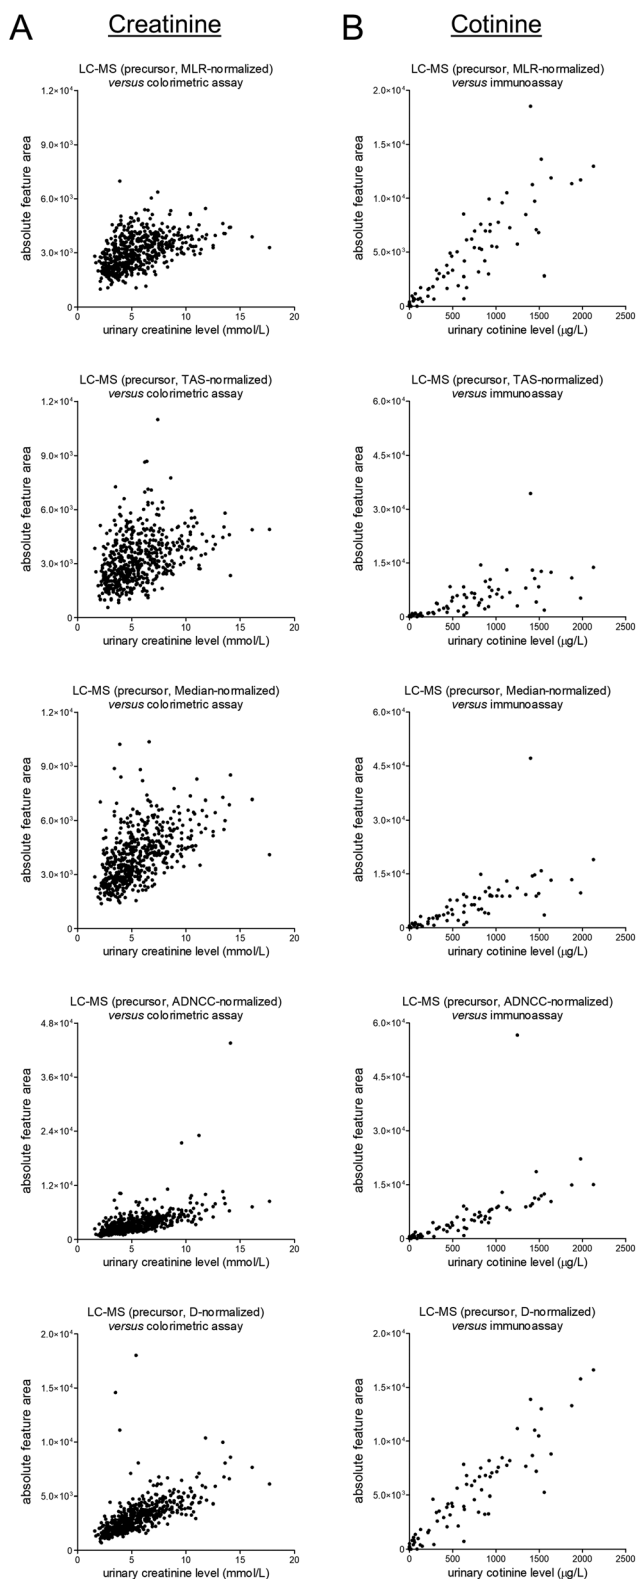 A Creatinine
B Cotinine
LC-MS (precursor, MLR-normalized)
versus colorimetric assay
absolute feature area
1.2×10⁴
9.0×10³
6.0×10³
3.0×10³
0
0 5 10 15 20
urinary creatinine level (mmol/L)
LC-MS (precursor, MLR-normalized)
versus immunoassay
absolute feature area
2.0×10⁴
1.5×10⁴
1.0×10⁴
5.0×10³
0
0 500 1000 1500 2000 2500
urinary cotinine level (μg/L)
LC-MS (precursor, TAS-normalized)
versus colorimetric assay
absolute feature area
1.2×10⁴
9.0×10³
6.0×10³
3.0×10³
0
0 5 10 15 20
urinary creatinine level (mmol/L)
LC-MS (precursor, TAS-normalized)
versus immunoassay
absolute feature area
6.0×10⁴
4.5×10⁴
3.0×10⁴
1.5×10⁴
0
0 500 1000 1500 2000 2500
urinary cotinine level (μg/L)
LC-MS (precursor, Median-normalized)
versus colorimetric assay
absolute feature area
1.2×10⁴
9.0×10³
6.0×10³
3.0×10³
0
0 5 10 15 20
urinary creatinine level (mmol/L)
LC-MS (precursor, Median-normalized)
versus immunoassay
absolute feature area
6.0×10⁴
4.5×10⁴
3.0×10⁴
1.5×10⁴
0
0 500 1000 1500 2000 2500
urinary cotinine level (μg/L)
LC-MS (precursor, ADNCC-normalized)
versus colorimetric assay
absolute feature area
4.8×10⁴
3.6×10⁴
2.4×10⁴
1.2×10⁴
0
0 5 10 15 20
urinary creatinine level (mmol/L)
LC-MS (precursor, ADNCC-normalized)
versus immunoassay
absolute feature area
6.0×10⁴
4.5×10⁴
3.0×10⁴
1.5×10⁴
0
0 500 1000 1500 2000 2500
urinary cotinine level (μg/L)
LC-MS (precursor, D-normalized)
versus colorimetric assay
absolute feature area
2.0×10⁴
1.5×10⁴
1.0×10⁴
5.0×10³
0
0 5 10 15 20
urinary creatinine level (mmol/L)
LC-MS (precursor, D-normalized)
versus immunoassay
absolute feature area
2.0×10⁴
1.5×10⁴
1.0×10⁴
5.0×10³
0
0 500 1000 1500 2000 2500
urinary cotinine level (μg/L)